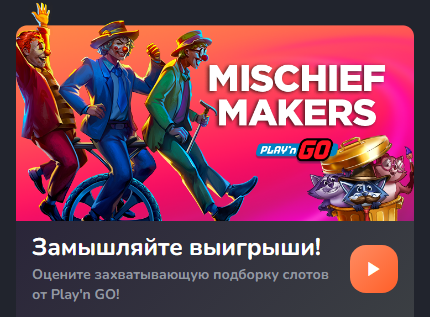 MISCHIEF
MAKERS
PLAY'n GO
Замышляйте выигрыши!
Оцените захватывающую подборку слотов
от Play'n GO!